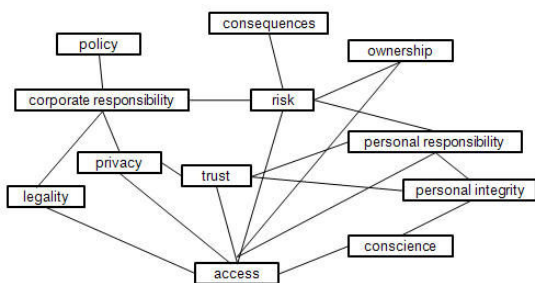 consequences
policy
ownership
corporate responsibility
risk
personal responsibility
privacy
trust
legality
personal integrity
conscience
access